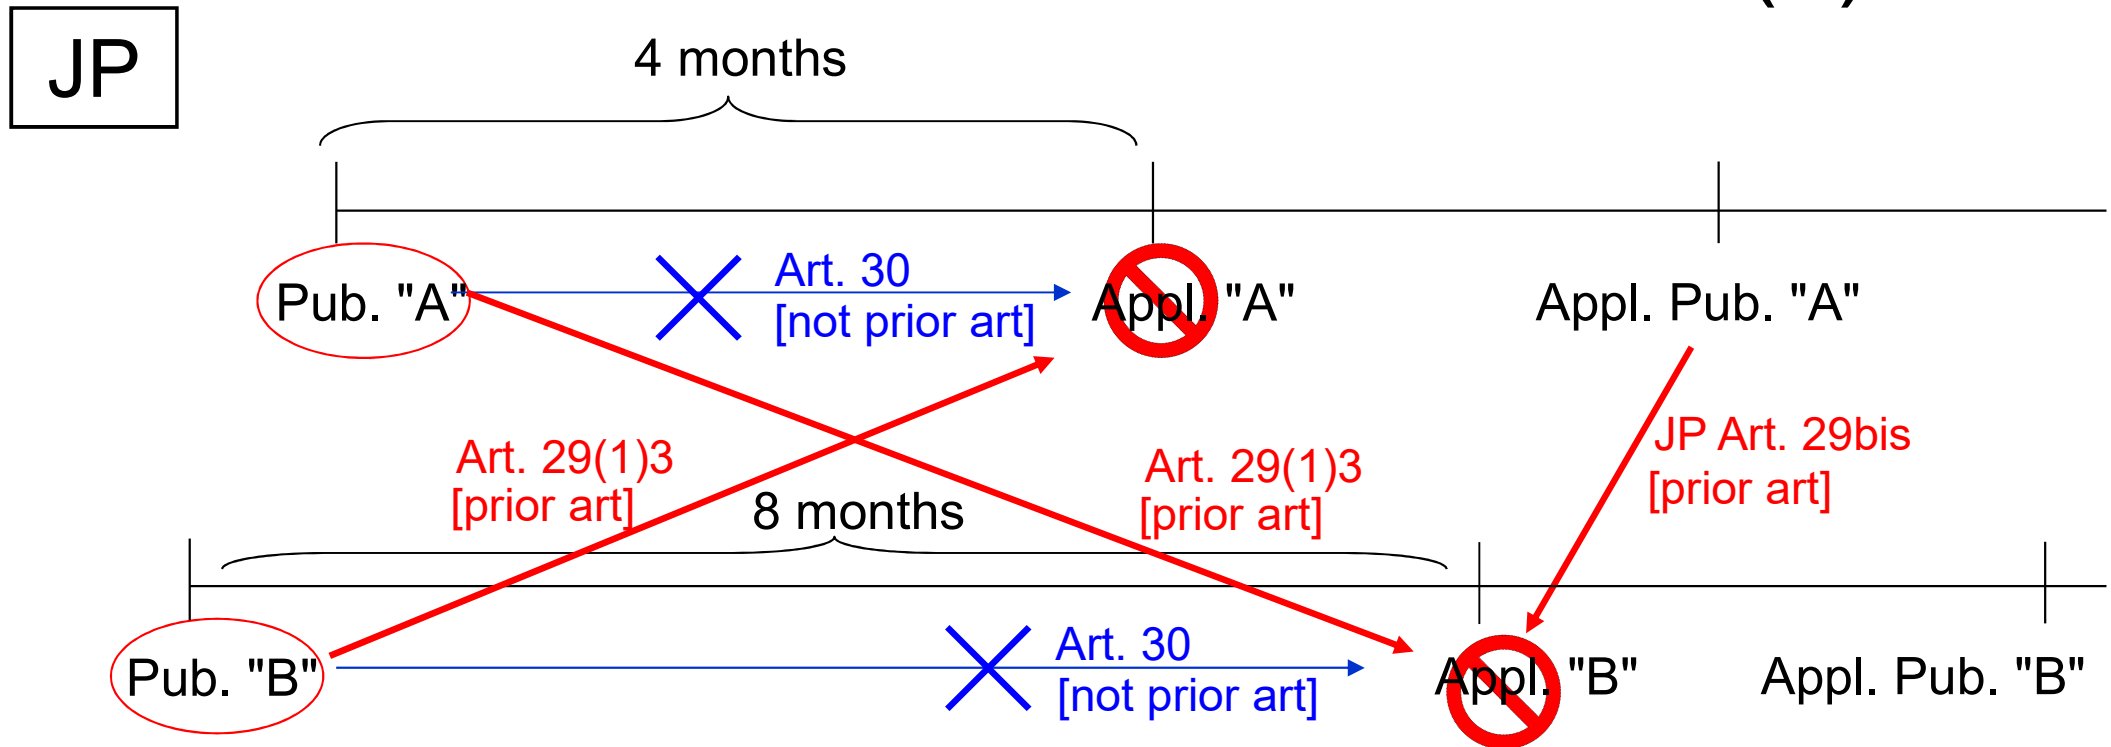 JP
4 months
Pub. "A"
Art. 30
[not prior art]
Appl. "A"
Appl. Pub. "A"
Art. 29(1)3
[prior art]
Art. 29(1)3
[prior art]
JP Art. 29bis
[prior art]
8 months
Pub. "B"
Art. 30
[not prior art]
Appl. "B"
Appl. Pub. "B"